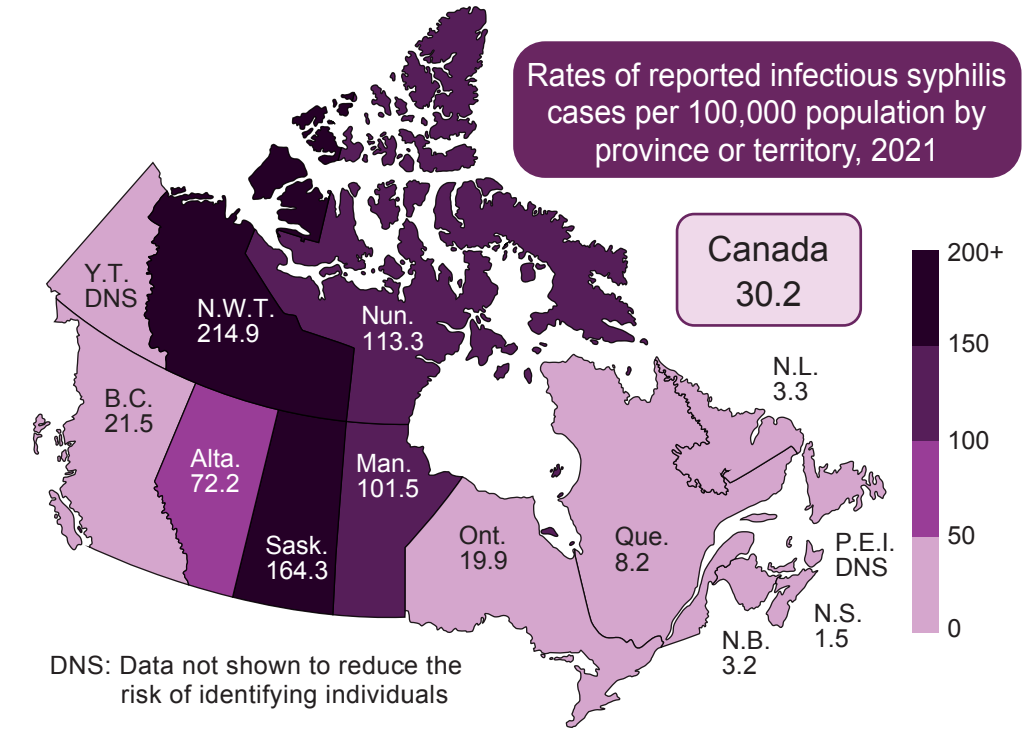 Rates of reported infectious syphilis
cases per 100,000 population by
province or territory, 2021
Canada
30.2
Y.T.
DNS
N.W.T.
214.9
Nun.
113.3
B.C.
21.5
Alta.
72.2
Sask.
164.3
Man.
101.5
Ont.
19.9
Que.
8.2
N.L.
3.3
P.E.I.
DNS
N.S.
1.5
N.B.
3.2
200+
150
100
50
0
DNS: Data not shown to reduce the
risk of identifying individuals